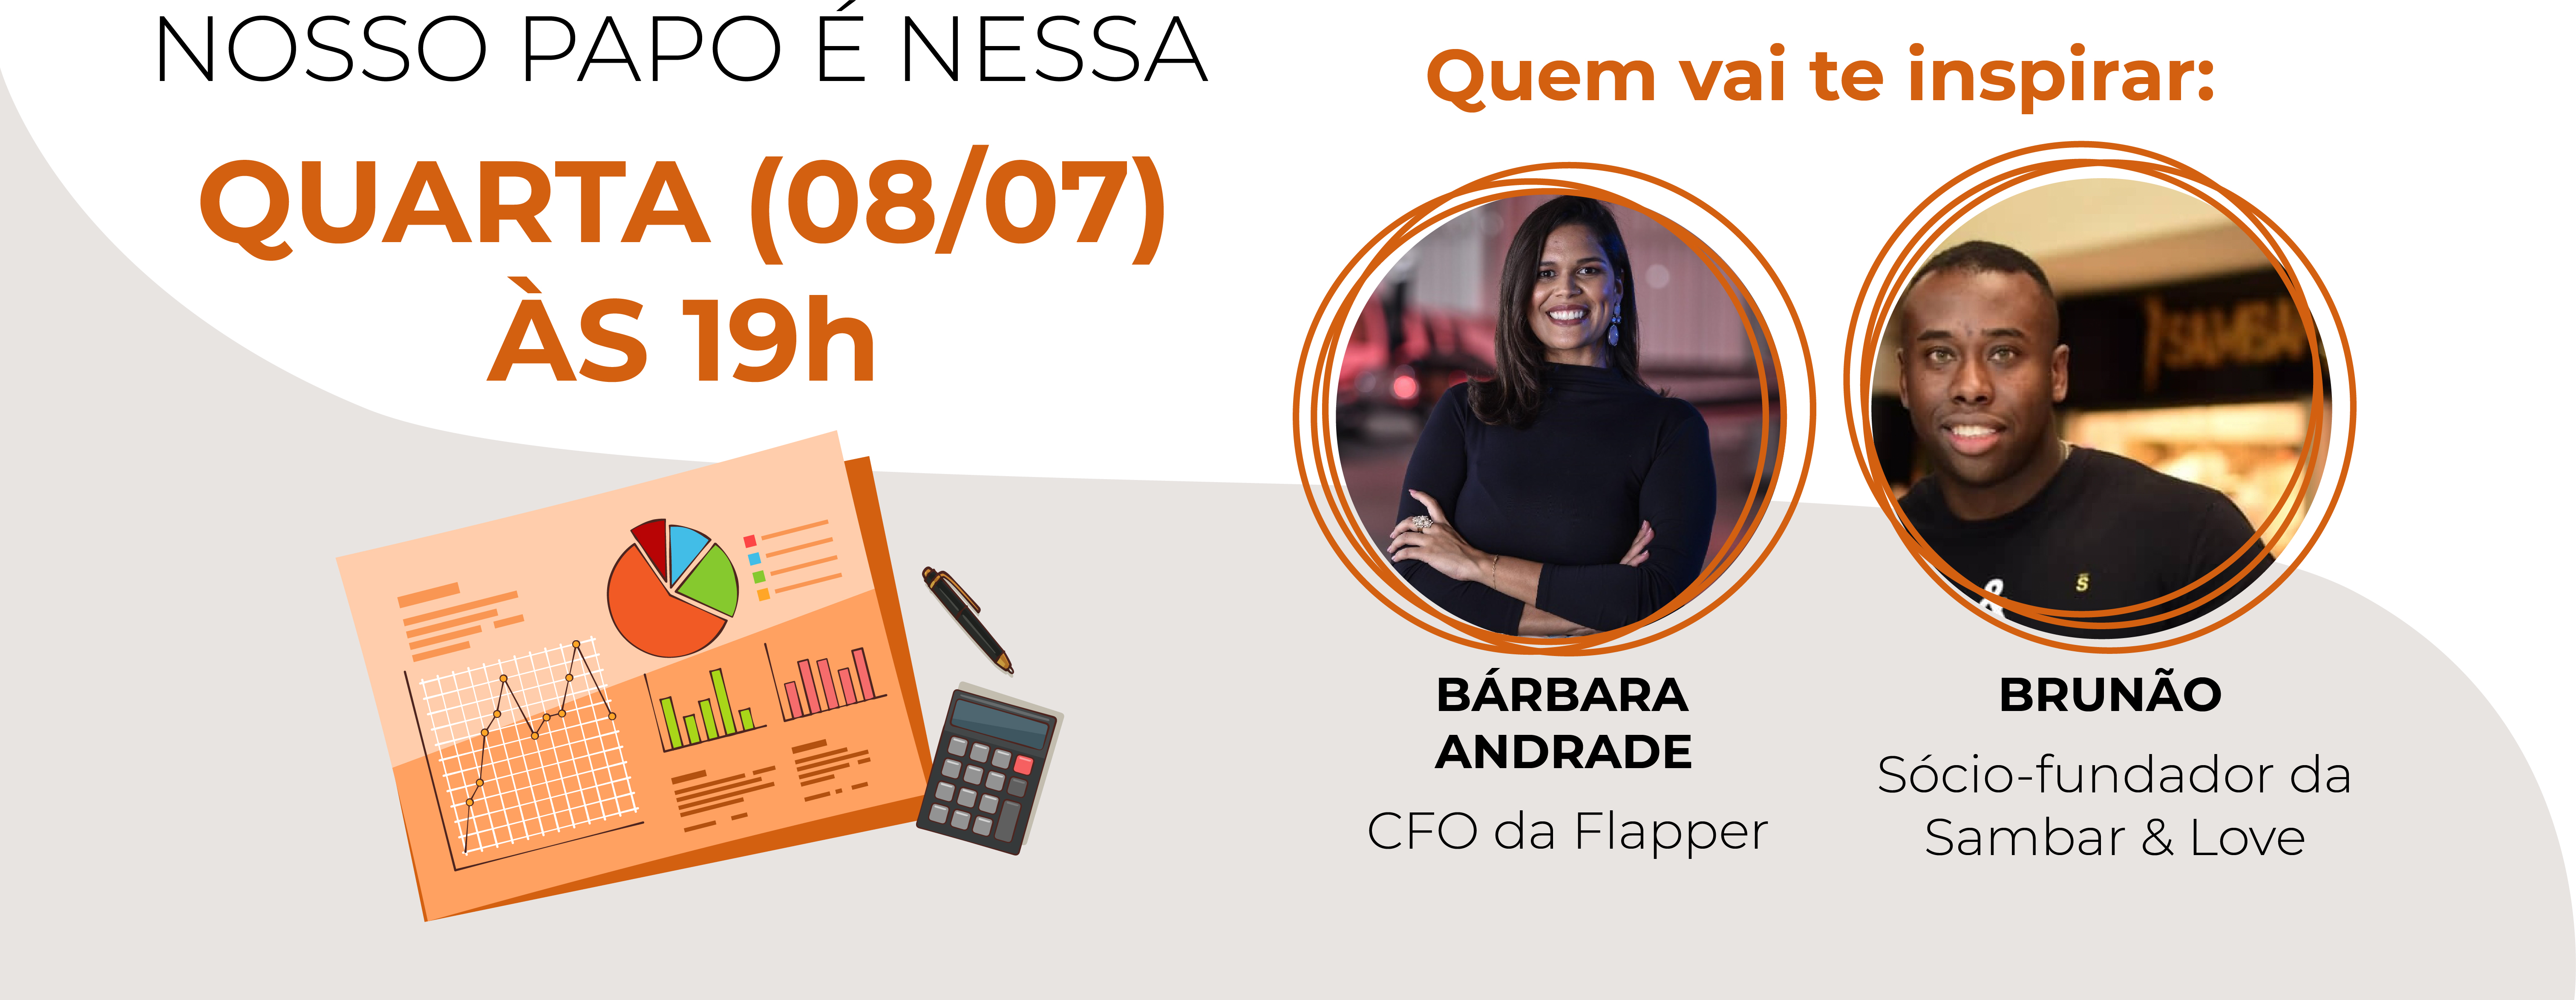 NOSSO PAPO É NESSA
QUARTA (08/07)
ÀS 19h
Quem vai te inspirar:
SAMBA
&
S
BÁRBARA
ANDRADE
CFO da Flapper
BRUNÃO
Sócio-fundador da
Sambar & Love